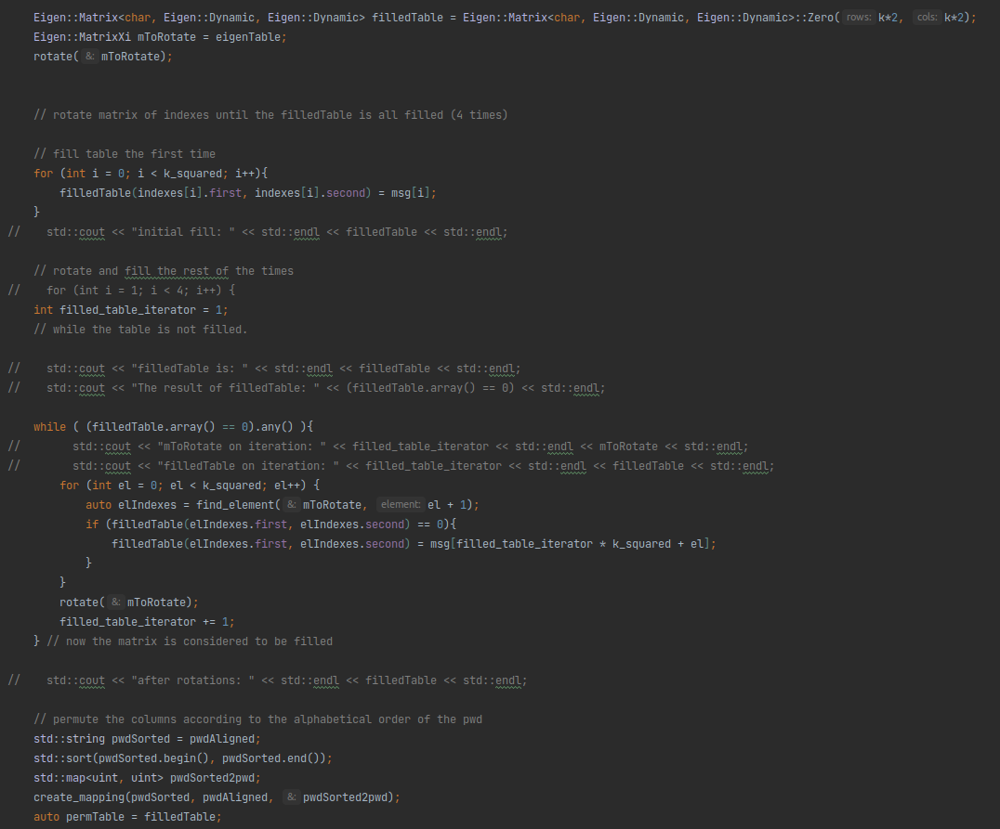 Eigen::Matrix<char, Eigen::Dynamic, Eigen::Dynamic> filledTable = Eigen::Matrix<char, Eigen::Dynamic, Eigen::Dynamic>::Zero( rows: k*2, cols: k*2);
Eigen::MatrixXi mToRotate = eigenTable;
rotate( &: mToRotate);
// rotate matrix of indexes until the filledTable is all filled (4 times)
// fill table the first time
for (int i = 0; i < k_squared; i++){
filledTable(indexes[i].first, indexes[i].second) = msg[i];
}
// std::cout << "initial fill: " << std::endl << filledTable << std::endl;
// rotate and fill the rest of the times
// for (int i = 1; i < 4; i++) {
int filled_table_iterator = 1;
// while the table is not filled.
// std::cout << "filledTable is: " << std::endl << filledTable << std::endl;
// std::cout << "The result of filledTable: " << (filledTable.array() == 0) << std::endl;
while ( (filledTable.array() == 0).any() ){
// std::cout << "mToRotate on iteration: " << filled_table_iterator << std::endl << mToRotate << std::endl;
// std::cout << "filledTable on iteration: " << filled_table_iterator << std::endl << filledTable << std::endl;
for (int el = 0; el < k_squared; el++) {
auto elIndexes = find_element( &: mToRotate, element: el + 1);
if (filledTable(elIndexes.first, elIndexes.second) == 0){
filledTable(elIndexes.first, elIndexes.second) = msg[filled_table_iterator * k_squared + el];
}
}
rotate( &: mToRotate);
filled_table_iterator += 1;
} // now the matrix is considered to be filled
// std::cout << "after rotations: " << std::endl << filledTable << std::endl;
// permute the columns according to the alphabetical order of the pwd
std::string pwdSorted = pwdAligned;
std::sort(pwdSorted.begin(), pwdSorted.end());
std::map<uint, uint> pwdSorted2pwd;
create_mapping(pwdSorted, pwdAligned, &: pwdSorted2pwd);
auto permTable = filledTable;